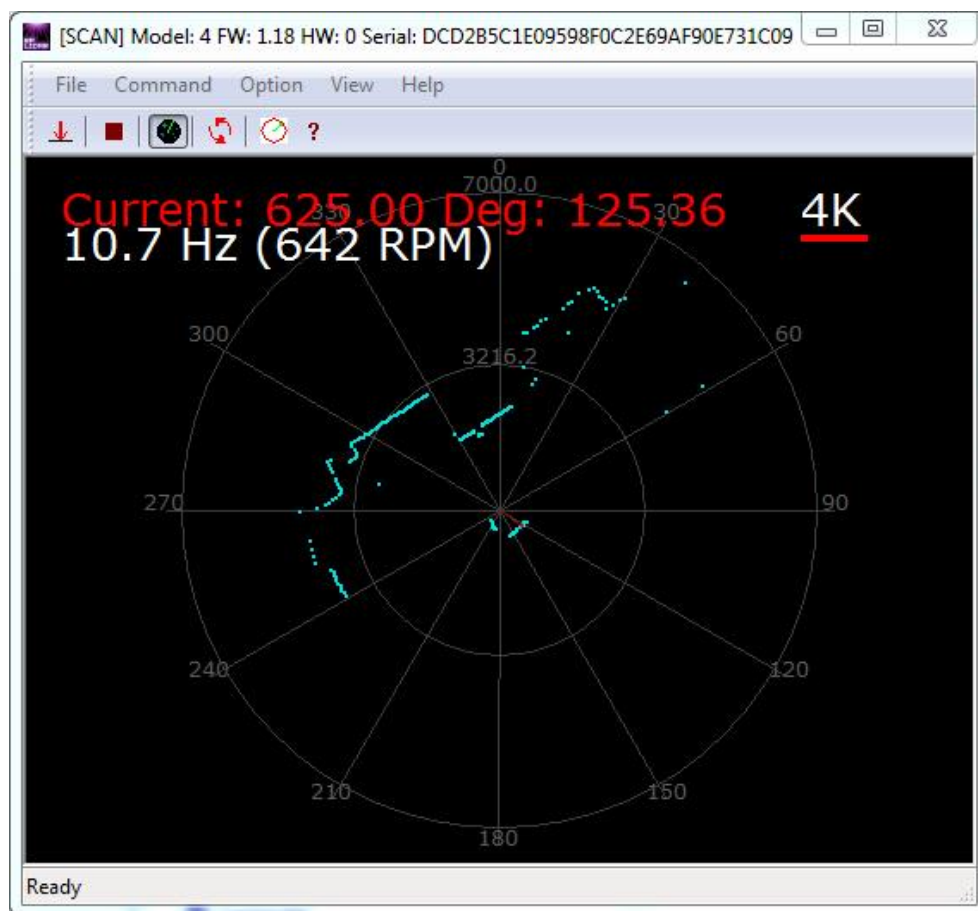 [SCAN] Model: 4 FW: 1.18 HW: 0 Serial: DCD2B5C1E09598F0C2E69AF90E731C09
File Command Option View Help
?
0
7000.0
Current: 625.00 Deg: 125.36 4K
330 30
10.7 Hz (642 RPM)
300 60
3216.2
270 90
240 120
210 150
180
Ready